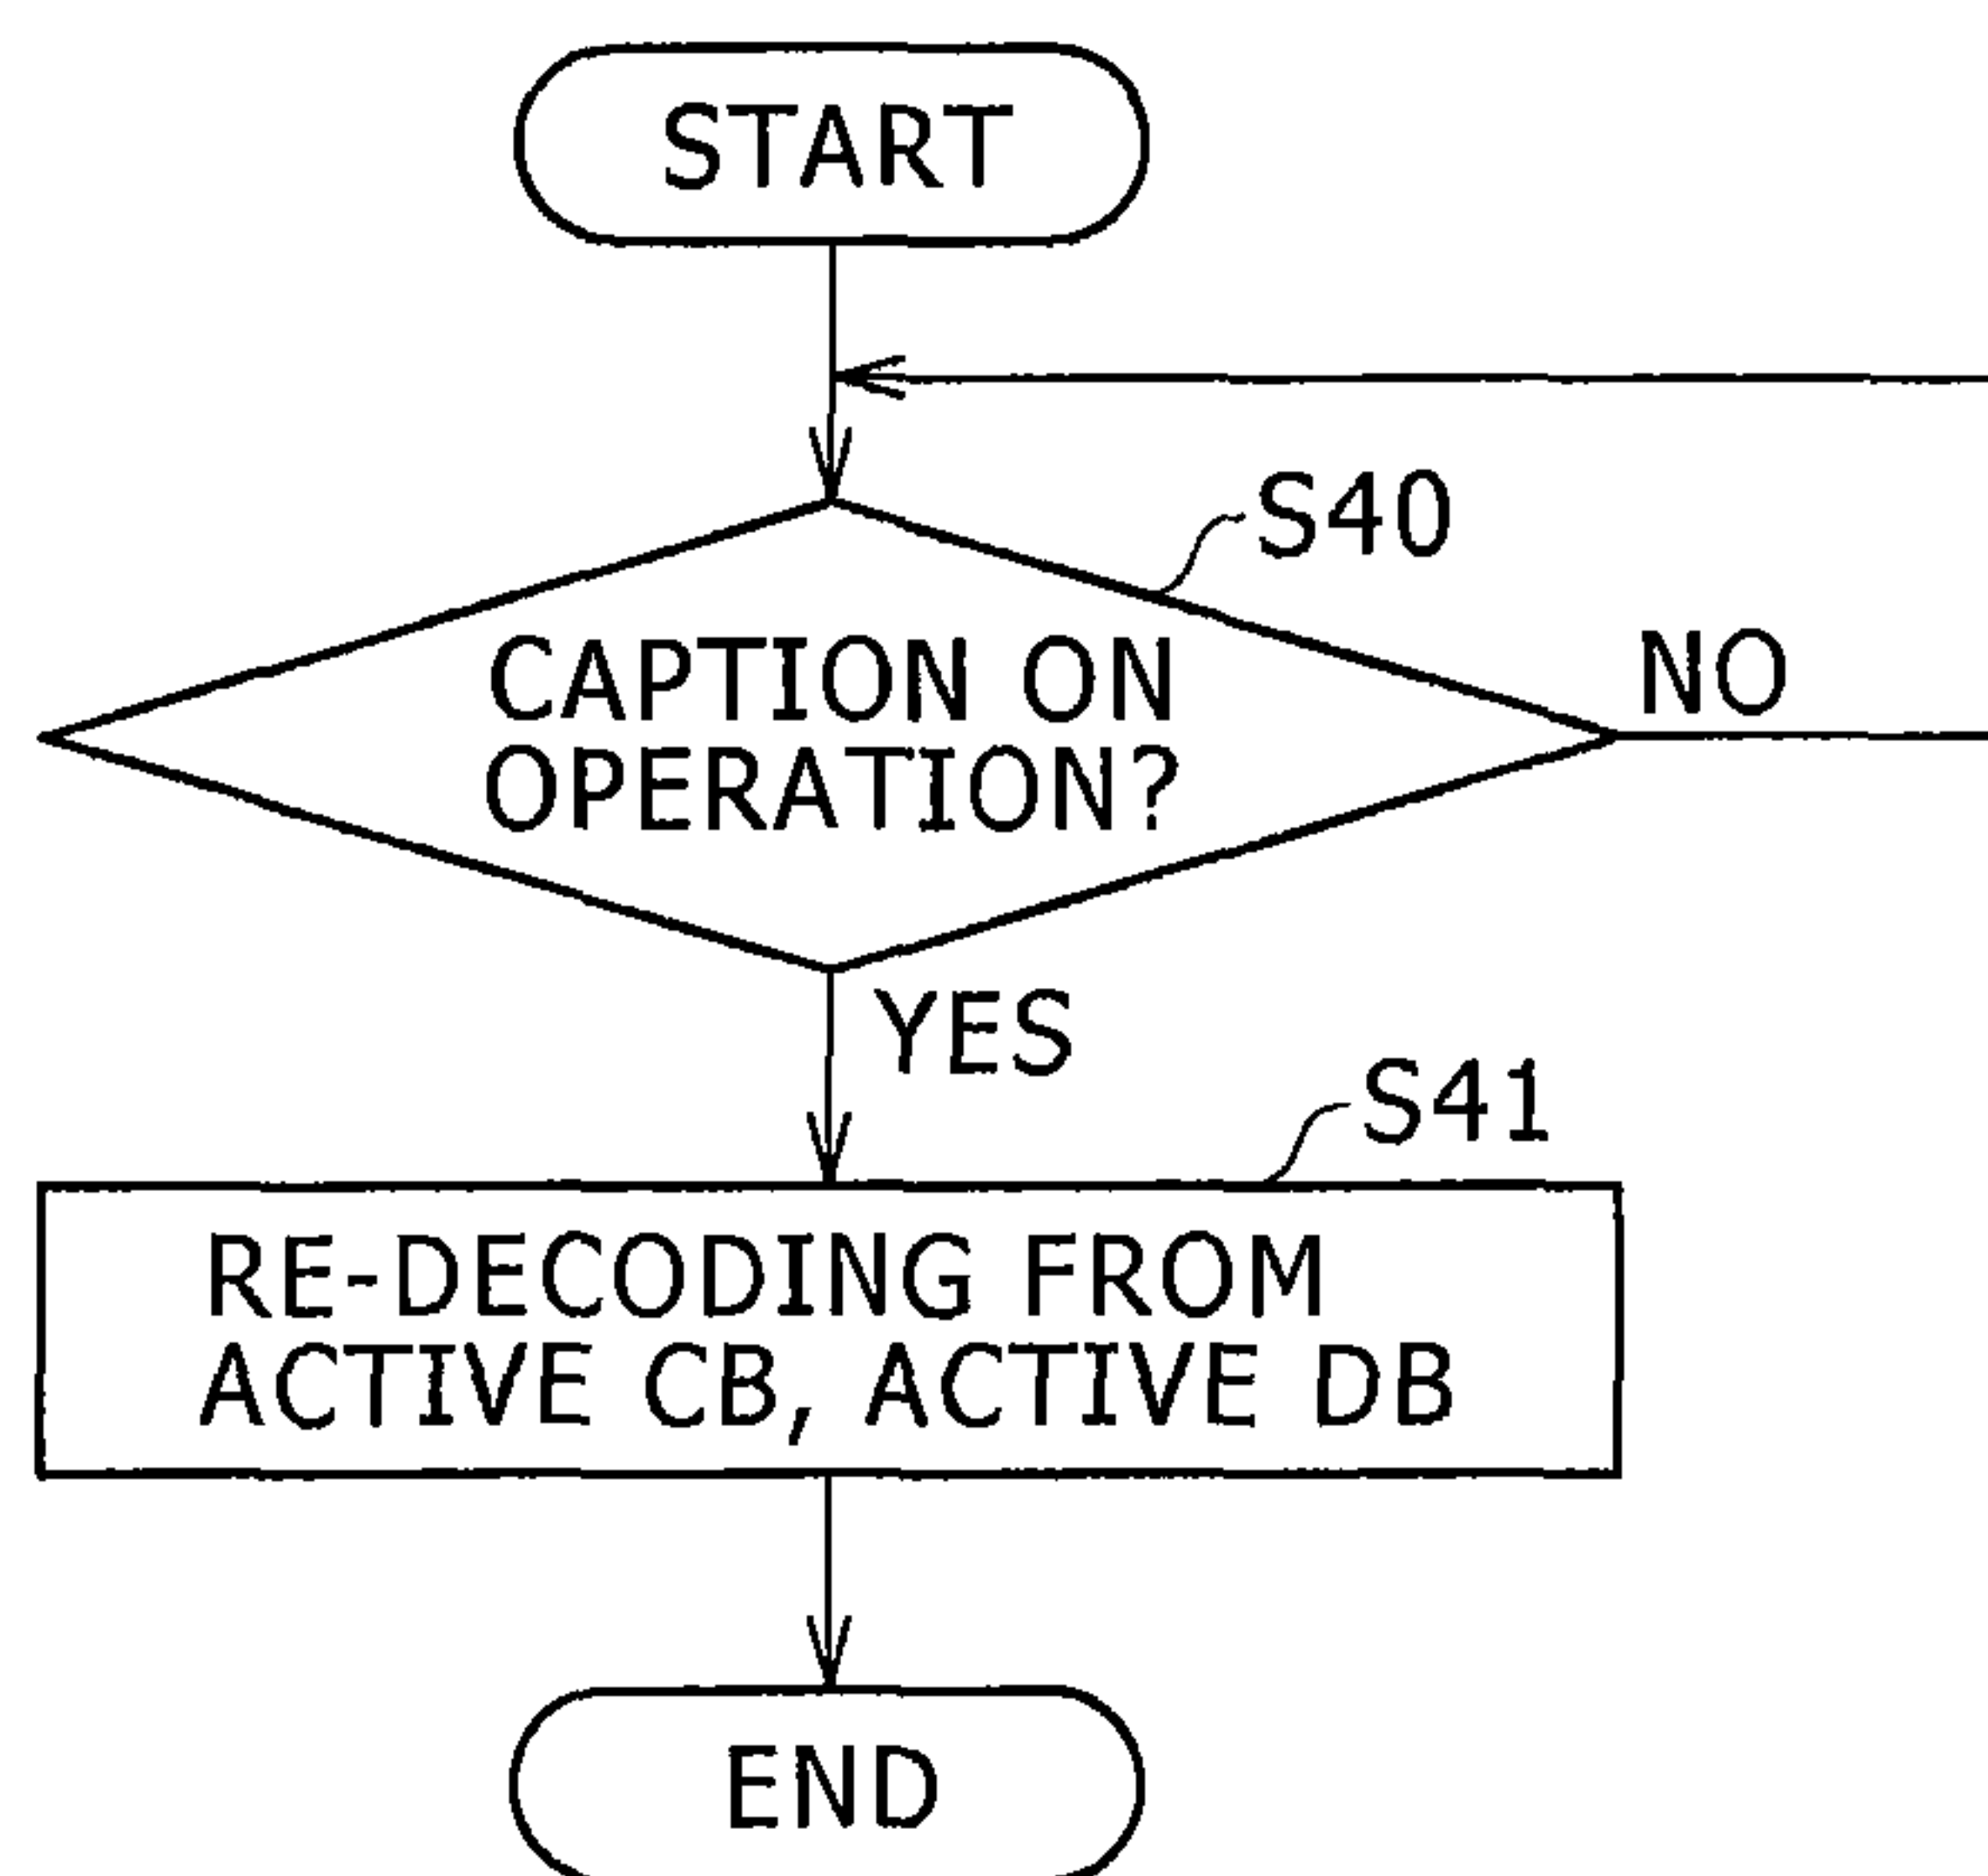 START
S40
CAPTION ON
OPERATION?
NO
YES
S41
RE-DECODING FROM
ACTIVE CB, ACTIVE DB
END